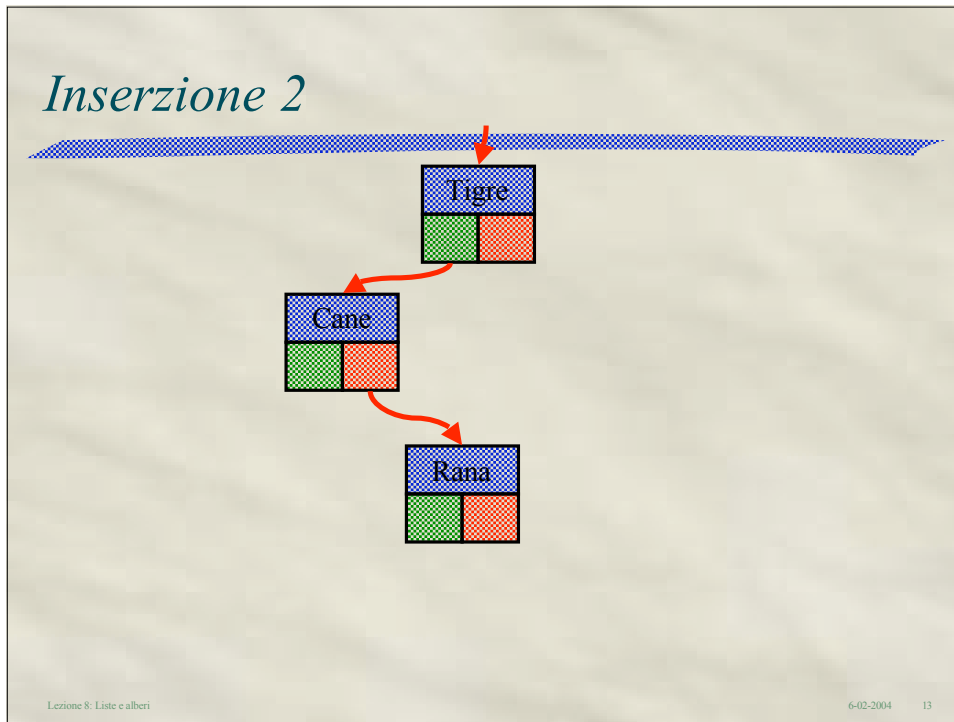 Inserzione 2
Tigre
Cane
Rana
Lezione 8: Liste e alberi
6-02-2004
13